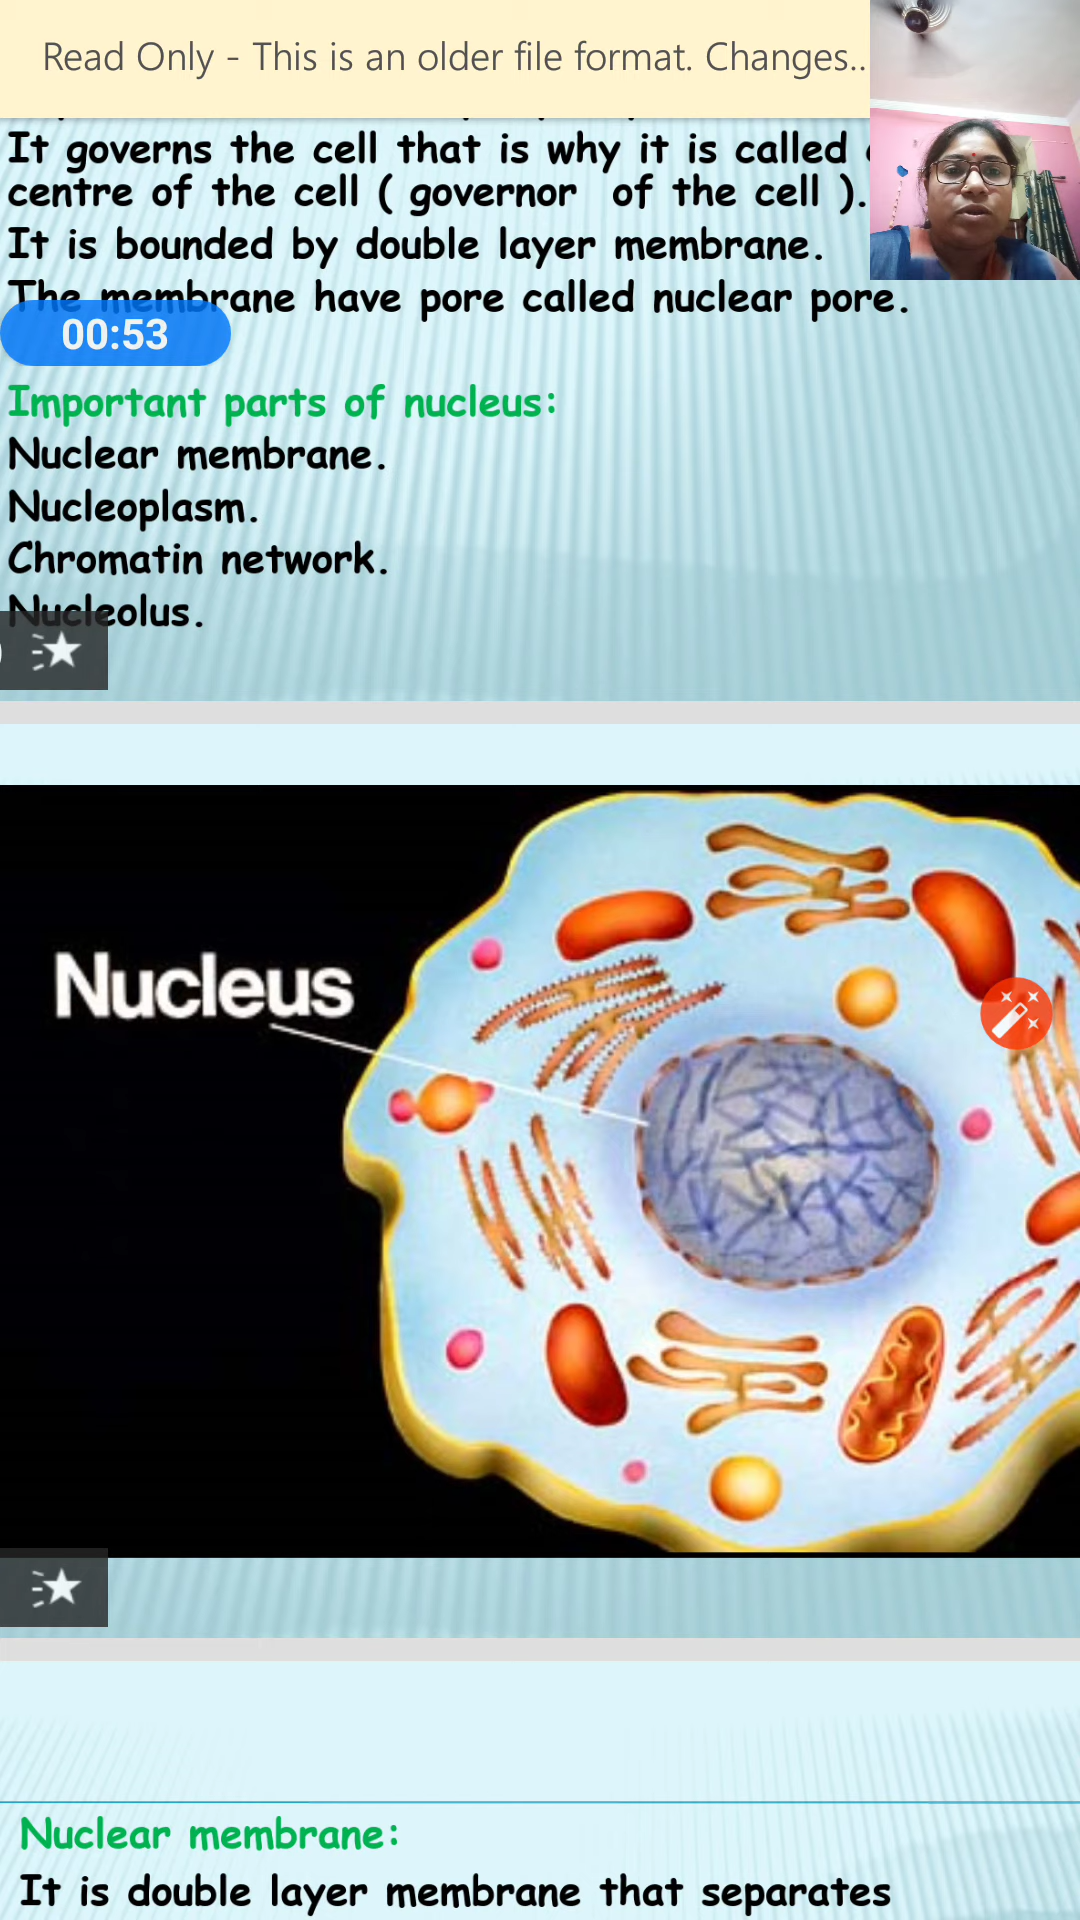 Read Only - This is an older file format. Changes..
It governs the cell that is why it is called
centre of the cell ( governor of the cell ).
It is bounded by double layer membrane.
The membrane have pore called nuclear pore.
00:53
Important parts of nucleus:
Nuclear membrane.
Nucleoplasm.
Chromatin network.
Nucleolus.
Nucleus
Nuclear membrane:
It is double layer membrane that separates